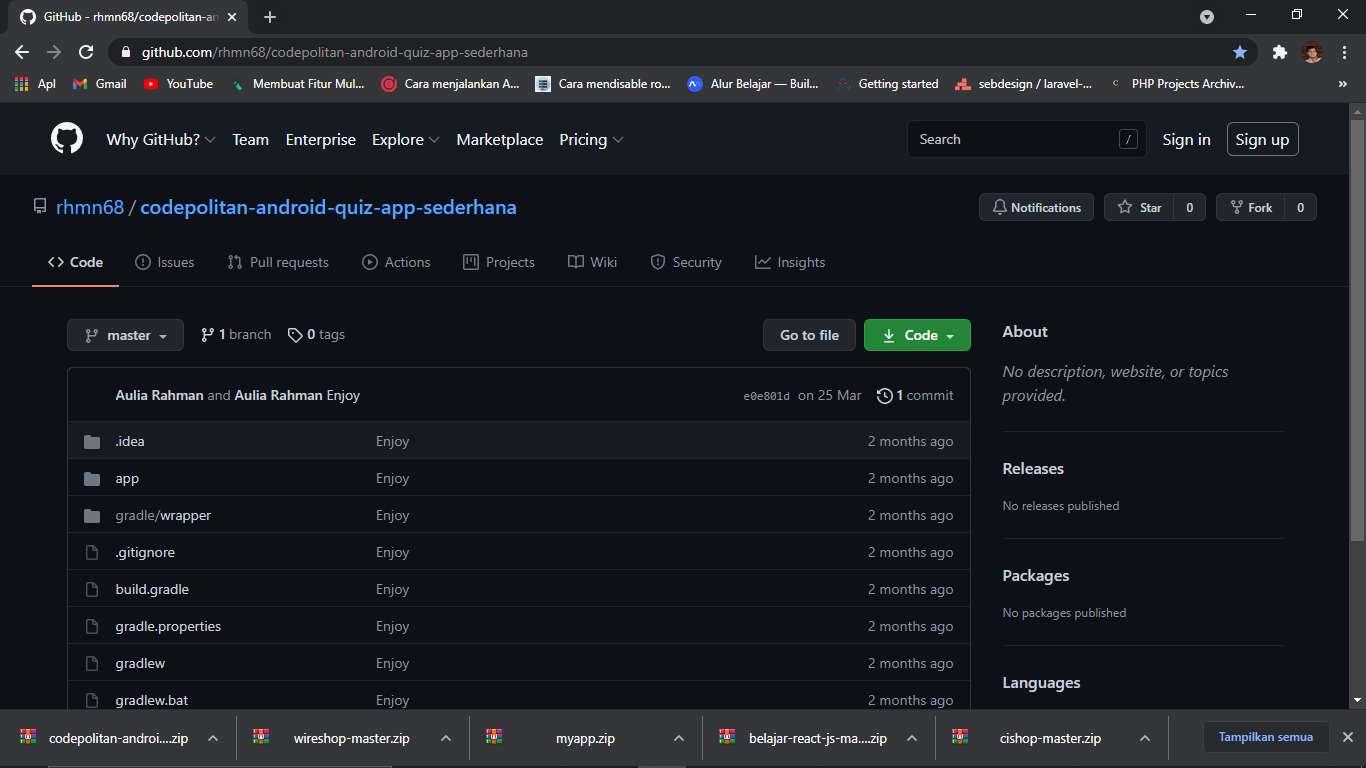 GitHub - rhmn68/codepolitan-an
github.com/rhmn68/codepolitan-android-quiz-app-sederhana
Apl Gmail YouTube Membuat Fitur Mul... Cara menjalankan A... Cara mendisable ro... Alur Belajar — Buil... Getting started sebdesign / laravel-... PHP Projects Archiv... »
Why GitHub? Team Enterprise Explore Marketplace Pricing Search / Sign in Sign up
rhmn68 / codepolitan-android-quiz-app-sederhana Notifications Star 0 Fork 0
Code Issues Pull requests Actions Projects Wiki Security Insights
master 1 branch 0 tags Go to file Code
Aulia Rahman and Aulia Rahman Enjoy e0e801d on 25 Mar 1 commit
.idea Enjoy 2 months ago
app Enjoy 2 months ago
gradle/wrapper Enjoy 2 months ago
.gitignore Enjoy 2 months ago
build.gradle Enjoy 2 months ago
gradle.properties Enjoy 2 months ago
gradlew Enjoy 2 months ago
gradlew.bat Enjoy 2 months ago
About
No description, website, or topics
provided.
Releases
No releases published
Packages
No packages published
Languages
codepolitan-androi....zip wireshop-master.zip myapp.zip belajar-react-js-ma....zip cishop-master.zip Tampilkan semua